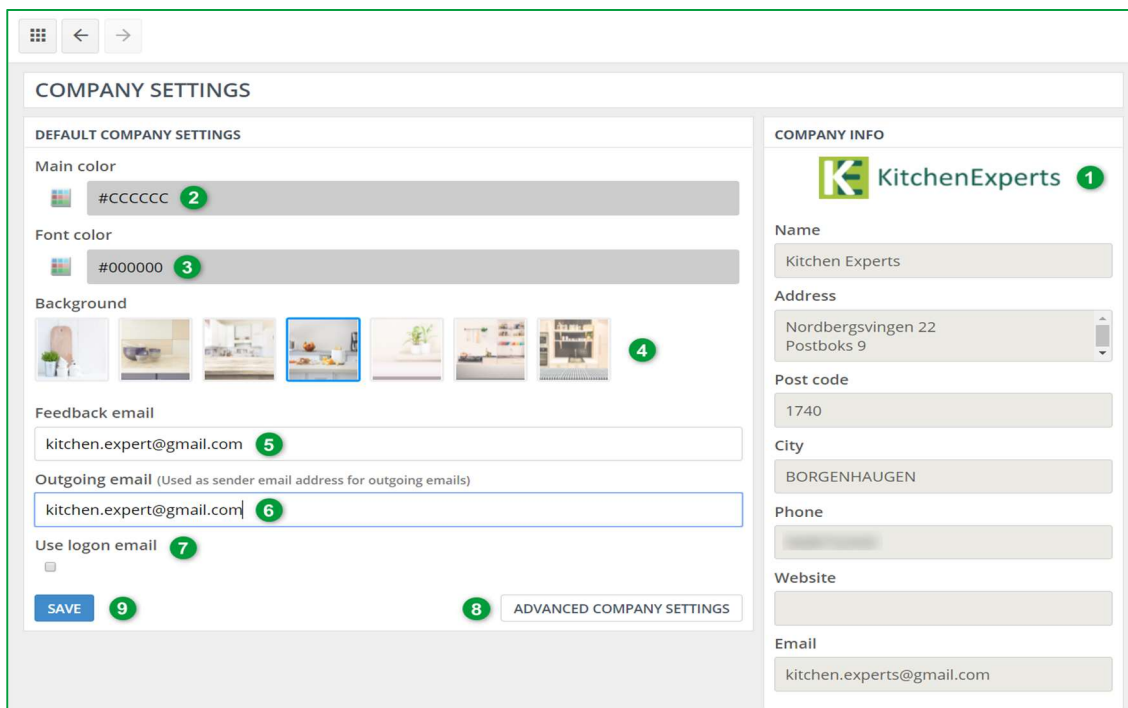 COMPANY SETTINGS
DEFAULT COMPANY SETTINGS
Main color
#CCCCCC 2
Font color
#000000 3
Background
4
Feedback email
kitchen.expert@gmail.com 5
Outgoing email (Used as sender email address for outgoing emails)
kitchen.expert@gmail.com 6
Use logon email 7
SAVE 9
8 ADVANCED COMPANY SETTINGS
COMPANY INFO
KE KitchenExperts 1
Name
Kitchen Experts
Address
Nordbergsvingen 22
Postboks 9
Post code
1740
City
BORGENHAUGEN
Phone
Website
Email
kitchen.experts@gmail.com